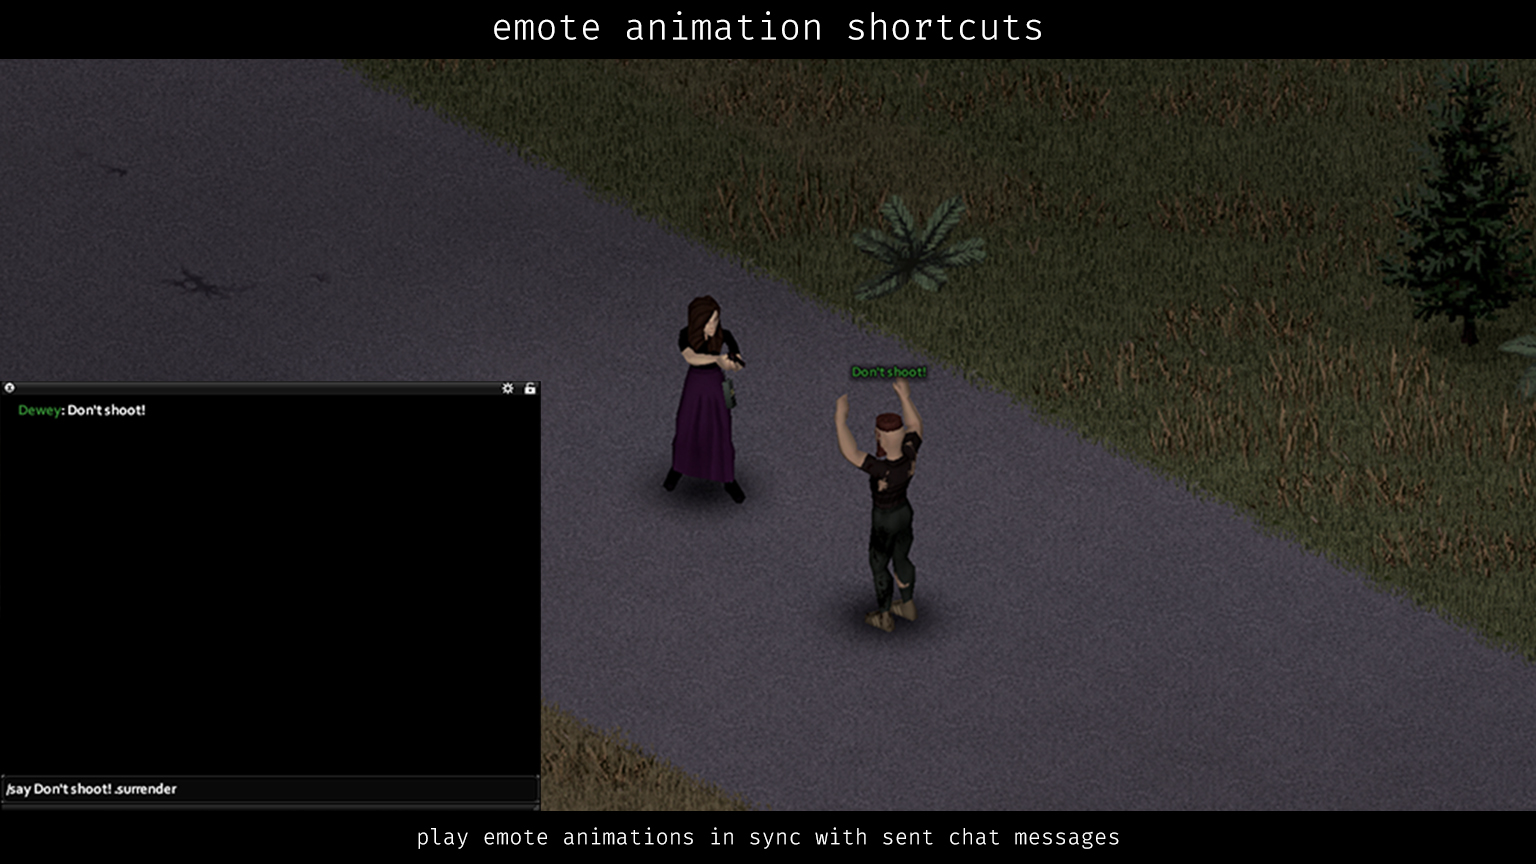 emote animation shortcuts
Don't shoot!
Dewey: Don't shoot!
/say Don't shoot! .surrender
play emote animations in sync with sent chat messages